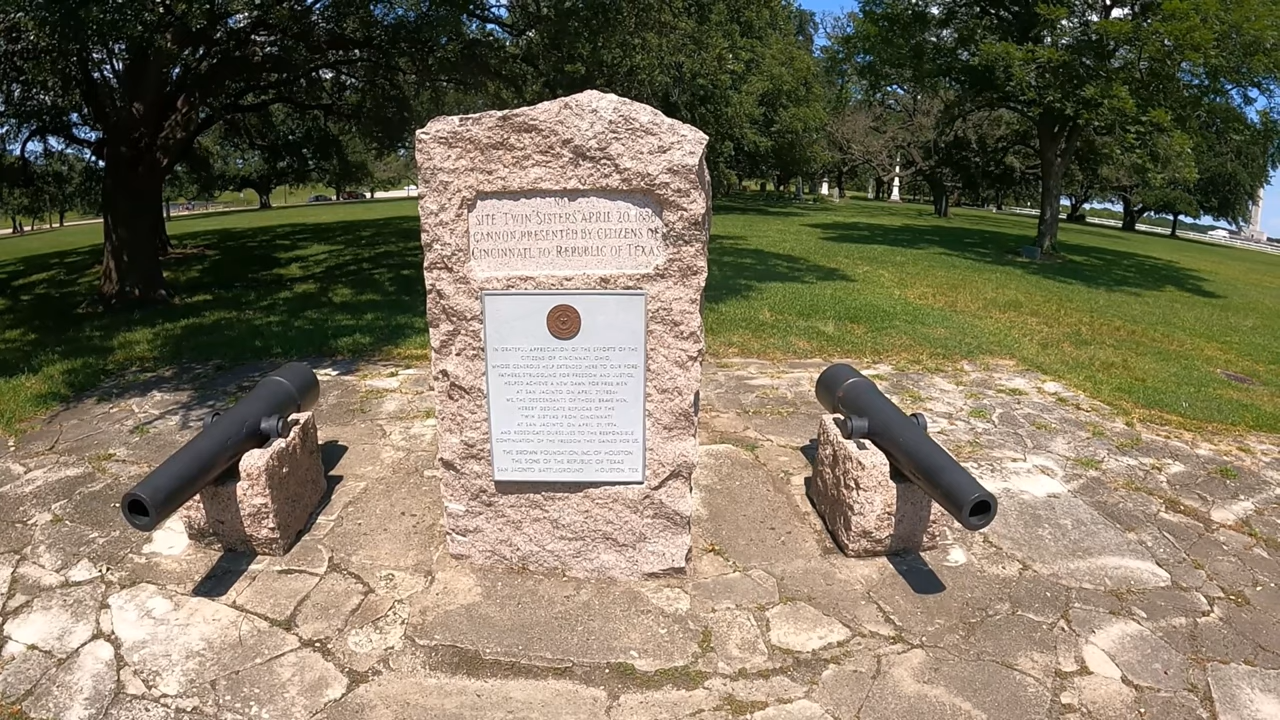 SITE TWIN SISTERS APRIL 20, 1836
CANNON, PRESENTED BY CITIZENS OF
CINCINNATI TO REPUBLIC OF TEXAS
IN GRATEFUL APPRECIATION OF THE EFFORTS OF THE
CITIZENS OF CINCINNATI, OHIO,
WHOSE GENEROUS HELP EXTENDED HERE TO OUR FORE-
FATHERS, STRUGGLING FOR FREEDOM AND JUSTICE,
HELPED ACHIEVE A NEW DAWN FOR FREE MEN
AT SAN JACINTO ON APRIL 21, 1836.
WE, THE DESCENDANTS OF THOSE BRAVE MEN,
HEREBY DEDICATE REPLICAS OF THE
TWIN SISTERS FROM CINCINNATI
AT SAN JACINTO, ON APRIL 21, 1974,
AND REDEDICATE OURSELVES TO THE RESPONSIBLE
CONTINUATION OF THE FREEDOM THEY GAINED FOR US.
THE BROWN FOUNDATION, INC. OF HOUSTON
THE SONS OF THE REPUBLIC OF TEXAS
SAN JACINTO BATTLEGROUND HOUSTON, TEX.